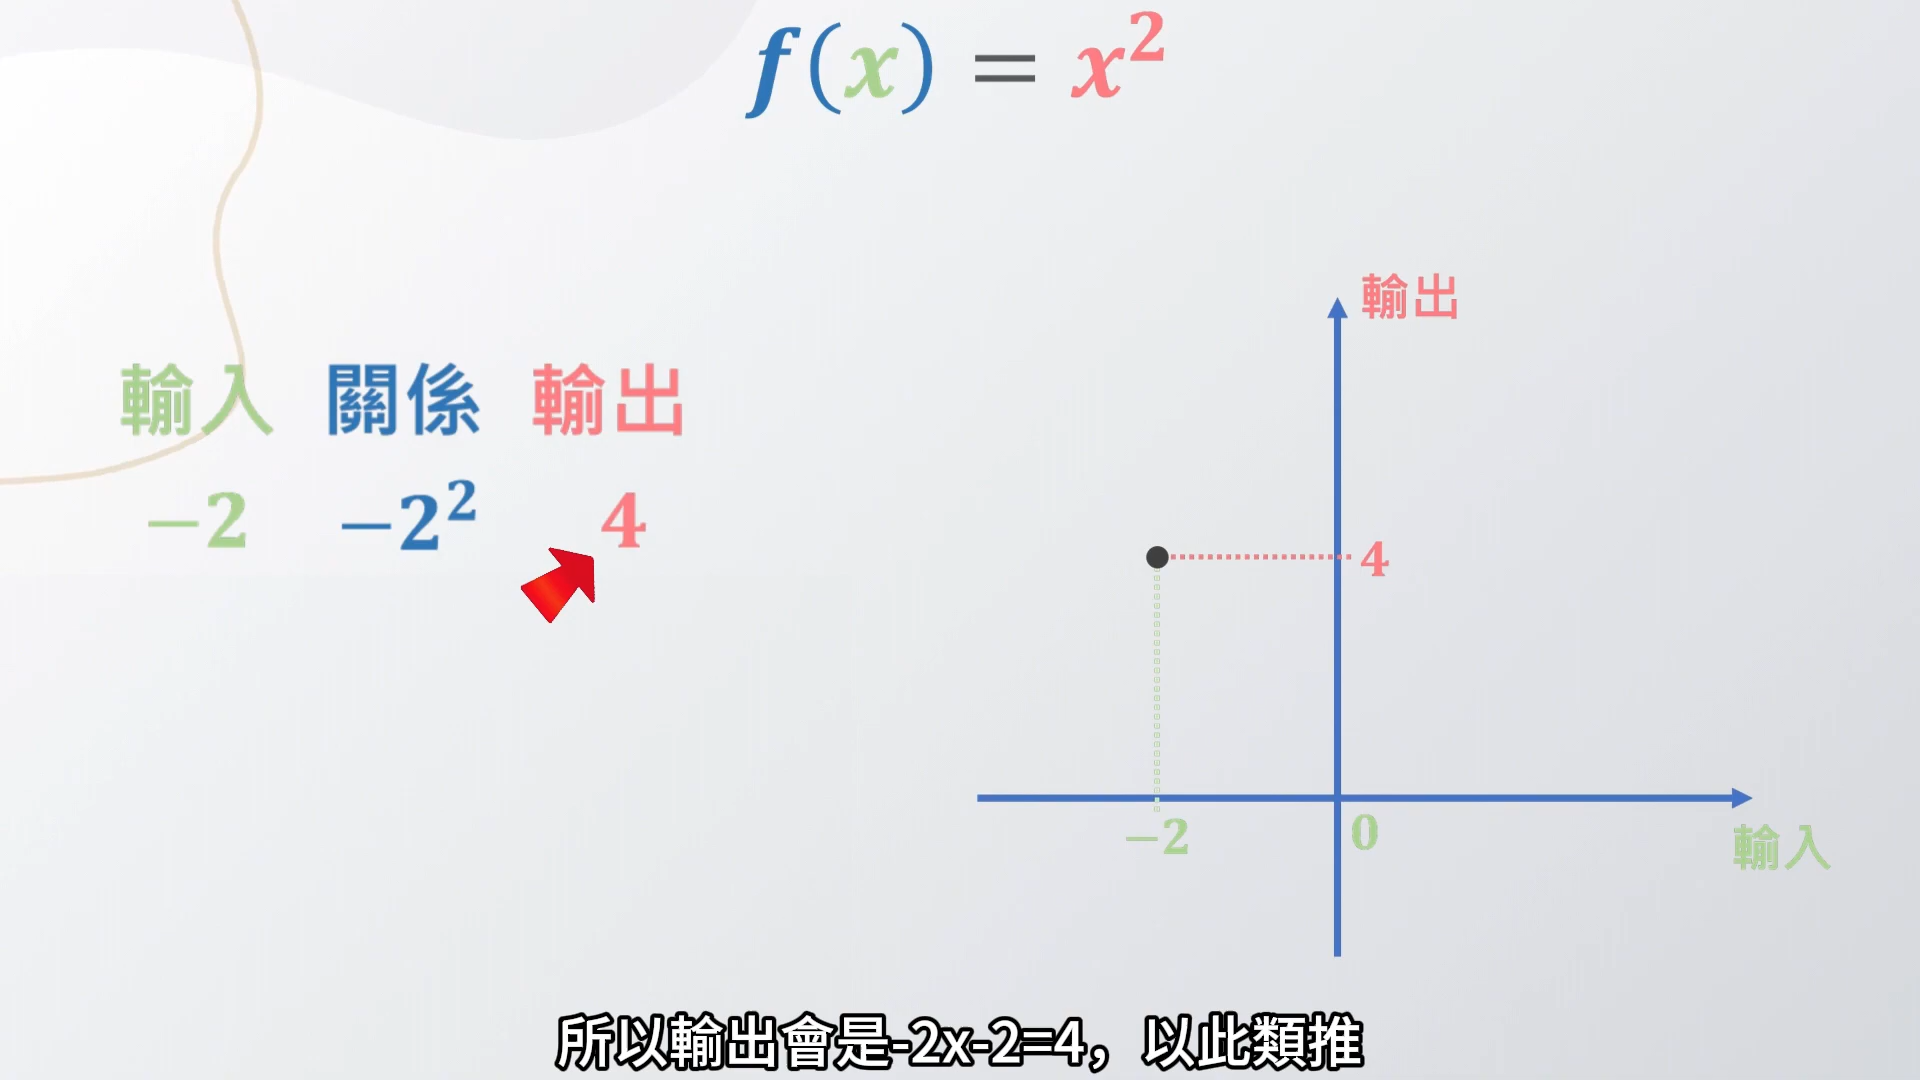 f(x) = x²
輸出
輸入 關係 輸出
−2 −2² 4
4
−2 0
輸入
所以輸出會是-2x-2=4，以此類推